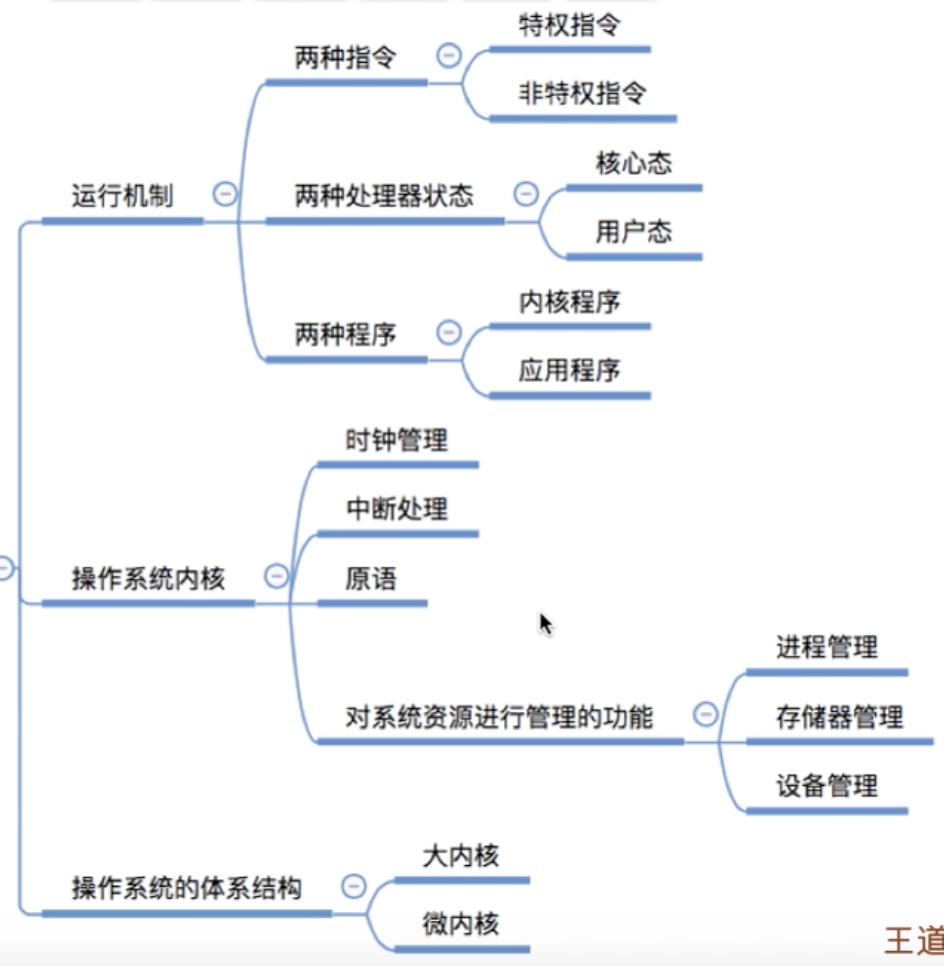 特权指令
两种指令
非特权指令
核心态
运行机制
两种处理器状态
用户态
内核程序
两种程序
应用程序
时钟管理
中断处理
操作系统内核
原语
进程管理
对系统资源进行管理的功能
存储器管理
设备管理
大内核
操作系统的体系结构
微内核
王道